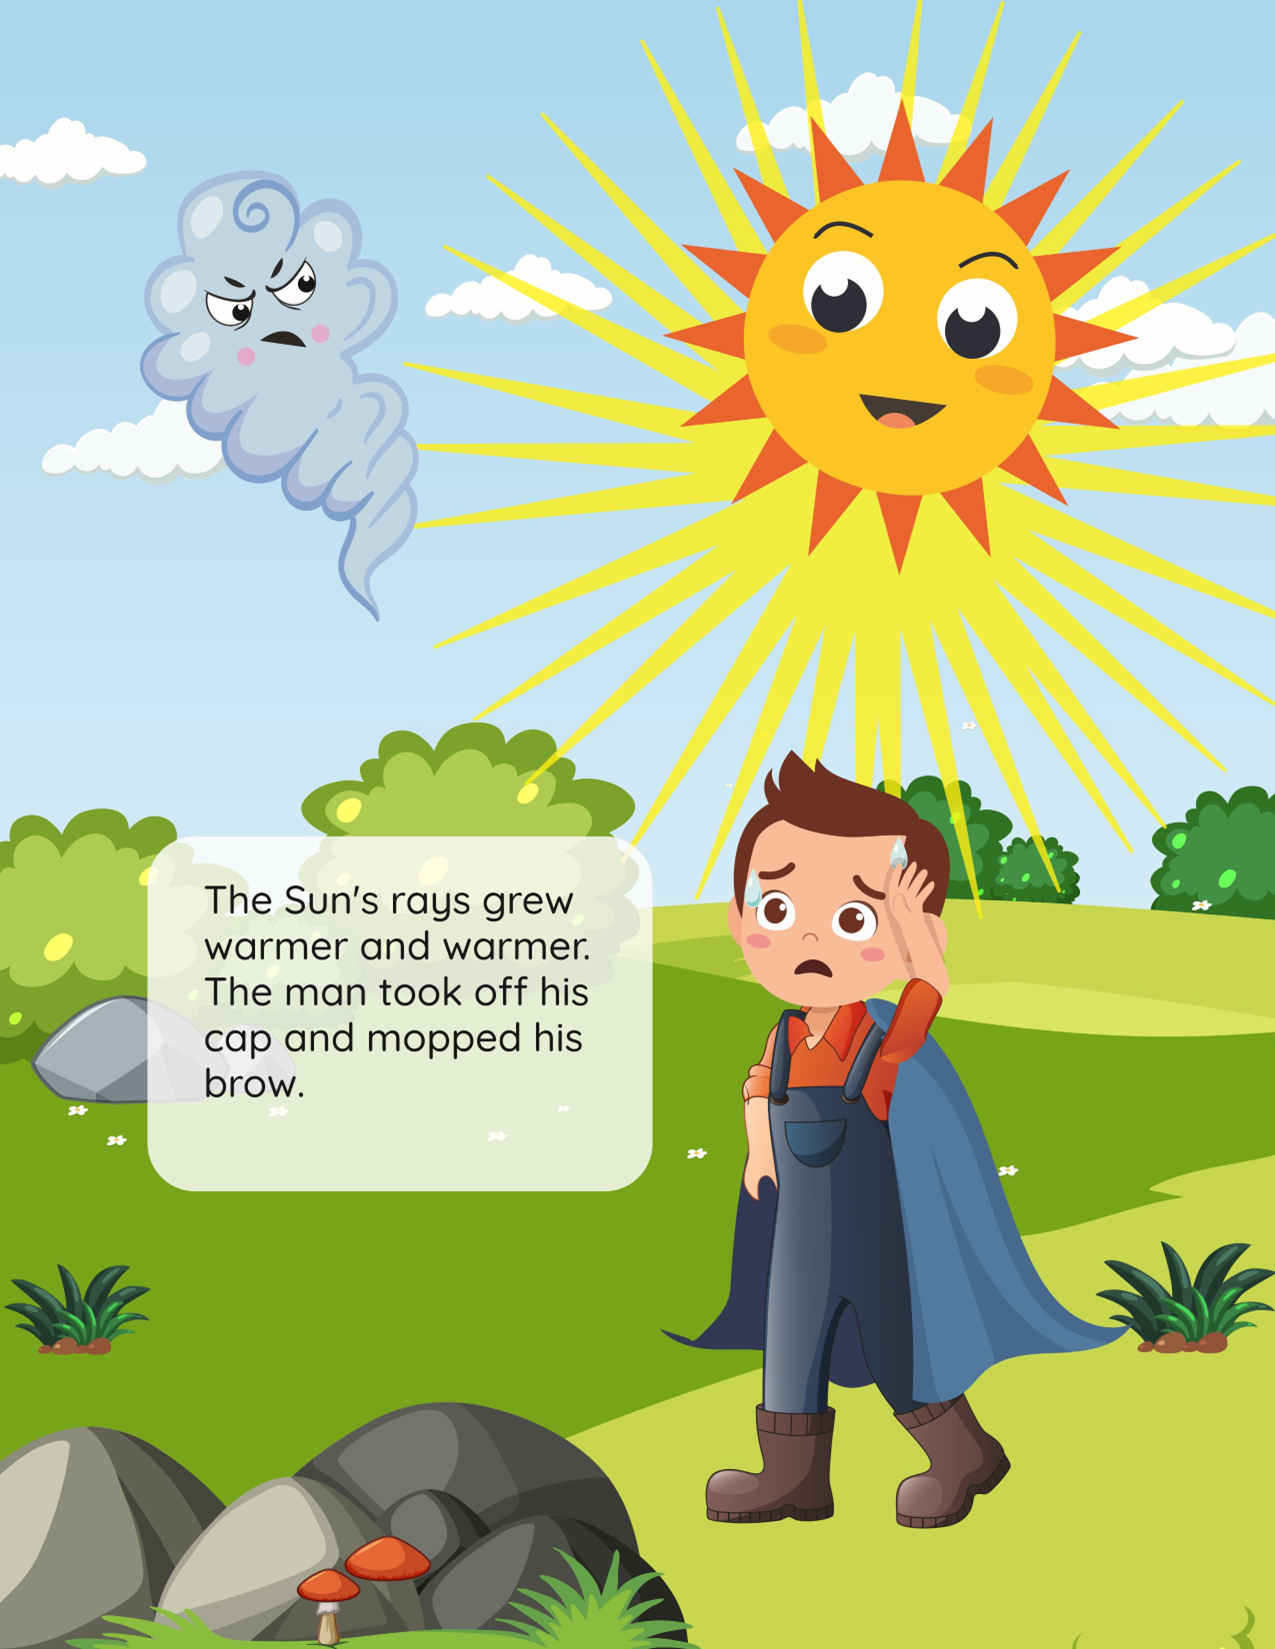 The Sun's rays grew
warmer and warmer.
The man took off his
cap and mopped his
brow.